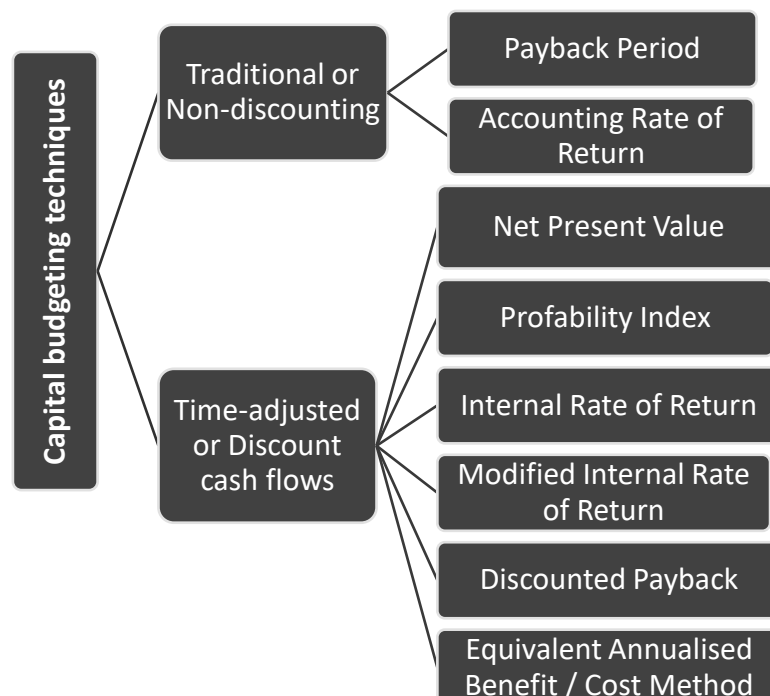 Capital budgeting techniques
Traditional or
Non-discounting
Payback Period
Accounting Rate of
Return
Time-adjusted
or Discount
cash flows
Net Present Value
Profability Index
Internal Rate of Return
Modified Internal Rate
of Return
Discounted Payback
Equivalent Annualised
Benefit / Cost Method